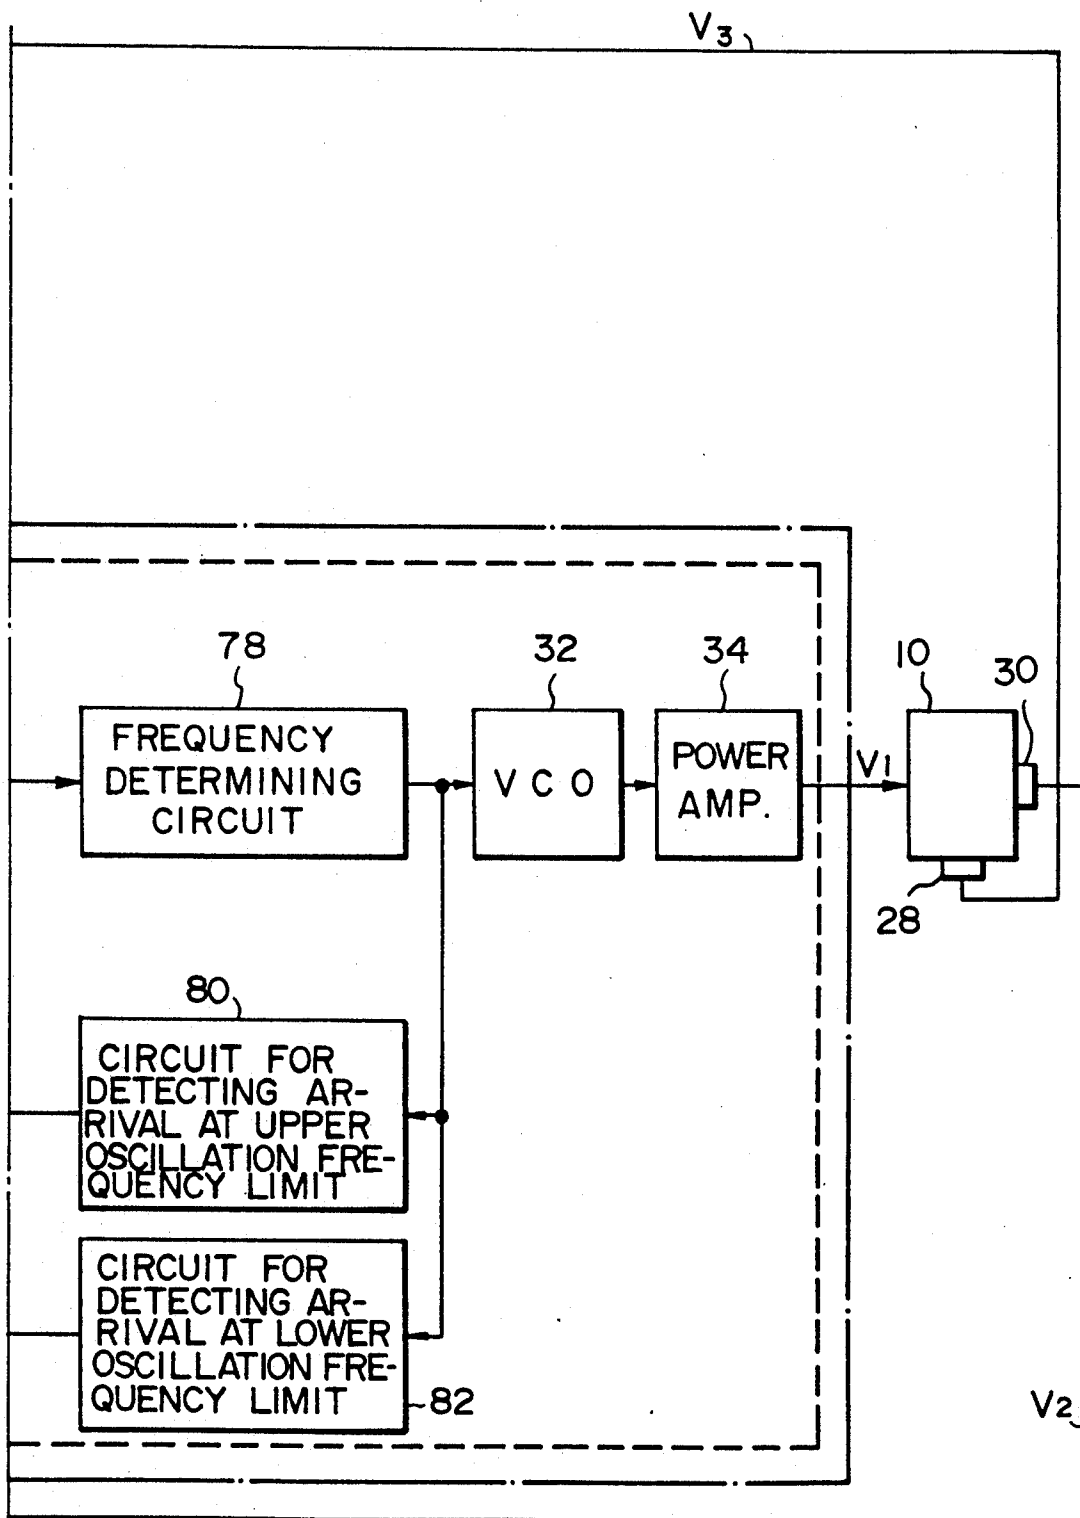 V3
78
32
34
10
30
FREQUENCY
DETERMINING
CIRCUIT
V C O
POWER
AMP.
V1
28
80
CIRCUIT FOR
DETECTING AR-
RIVAL AT UPPER
OSCILLATION FRE-
QUENCY LIMIT
CIRCUIT FOR
DETECTING AR-
RIVAL AT LOWER
OSCILLATION FRE-
QUENCY LIMIT
82
V2